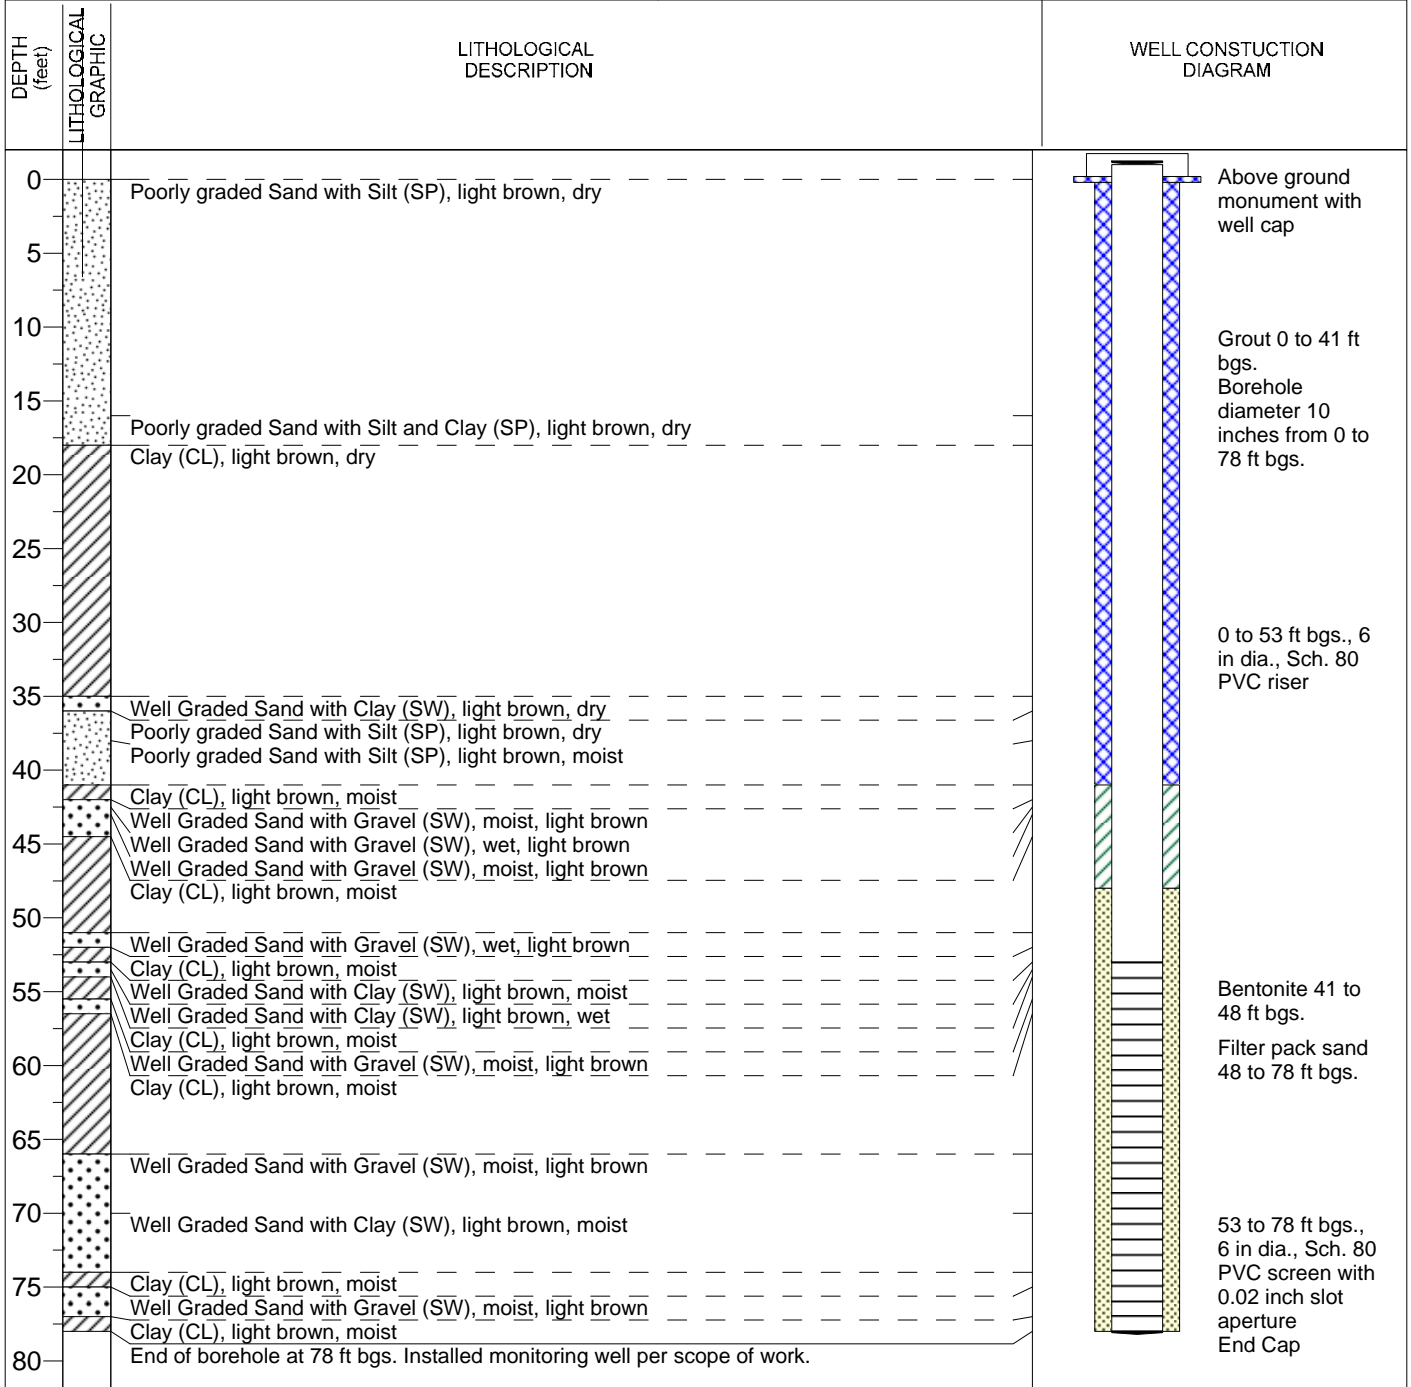 DEPTH
(feet)
LITHOLOGICAL
GRAPHIC
LITHOLOGICAL
DESCRIPTION
WELL CONSTUCTION
DIAGRAM
0
5
10
15
20
25
30
35
40
45
50
55
60
65
70
75
80
Poorly graded Sand with Silt (SP), light brown, dry
Poorly graded Sand with Silt and Clay (SP), light brown, dry
Clay (CL), light brown, dry
Well Graded Sand with Clay (SW), light brown, dry
Poorly graded Sand with Silt (SP), light brown, dry
Poorly graded Sand with Silt (SP), light brown, moist
Clay (CL), light brown, moist
Well Graded Sand with Gravel (SW), moist, light brown
Well Graded Sand with Gravel (SW), wet, light brown
Well Graded Sand with Gravel (SW), moist, light brown
Clay (CL), light brown, moist
Well Graded Sand with Gravel (SW), wet, light brown
Clay (CL), light brown, moist
Well Graded Sand with Clay (SW), light brown, moist
Well Graded Sand with Clay (SW), light brown, wet
Clay (CL), light brown, moist
Well Graded Sand with Gravel (SW), moist, light brown
Clay (CL), light brown, moist
Well Graded Sand with Gravel (SW), moist, light brown
Well Graded Sand with Clay (SW), light brown, moist
Clay (CL), light brown, moist
Well Graded Sand with Gravel (SW), moist, light brown
Clay (CL), light brown, moist
End of borehole at 78 ft bgs. Installed monitoring well per scope of work.
Above ground
monument with
well cap
Grout 0 to 41 ft
bgs.
Borehole
diameter 10
inches from 0 to
78 ft bgs.
0 to 53 ft bgs., 6
in dia., Sch. 80
PVC riser
Bentonite 41 to
48 ft bgs.
Filter pack sand
48 to 78 ft bgs.
53 to 78 ft bgs.,
6 in dia., Sch. 80
PVC screen with
0.02 inch slot
aperture
End Cap